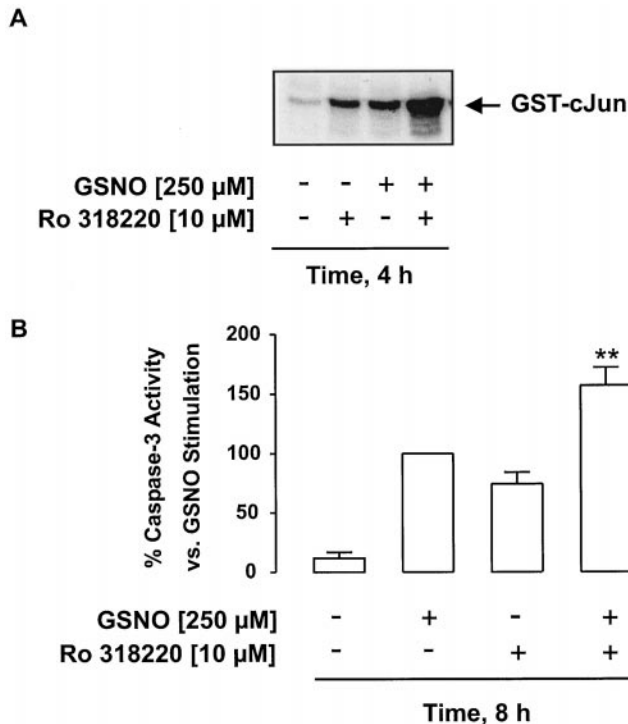 A
GST-cJun
GSNO [250 µM] - - + +
Ro 318220 [10 µM] - + - +
Time, 4 h
B
% Caspase-3 Activity
vs. GSNO Stimulation
200
150
100
50
0
**
GSNO [250 µM] - + - +
Ro 318220 [10 µM] - - + +
Time, 8 h